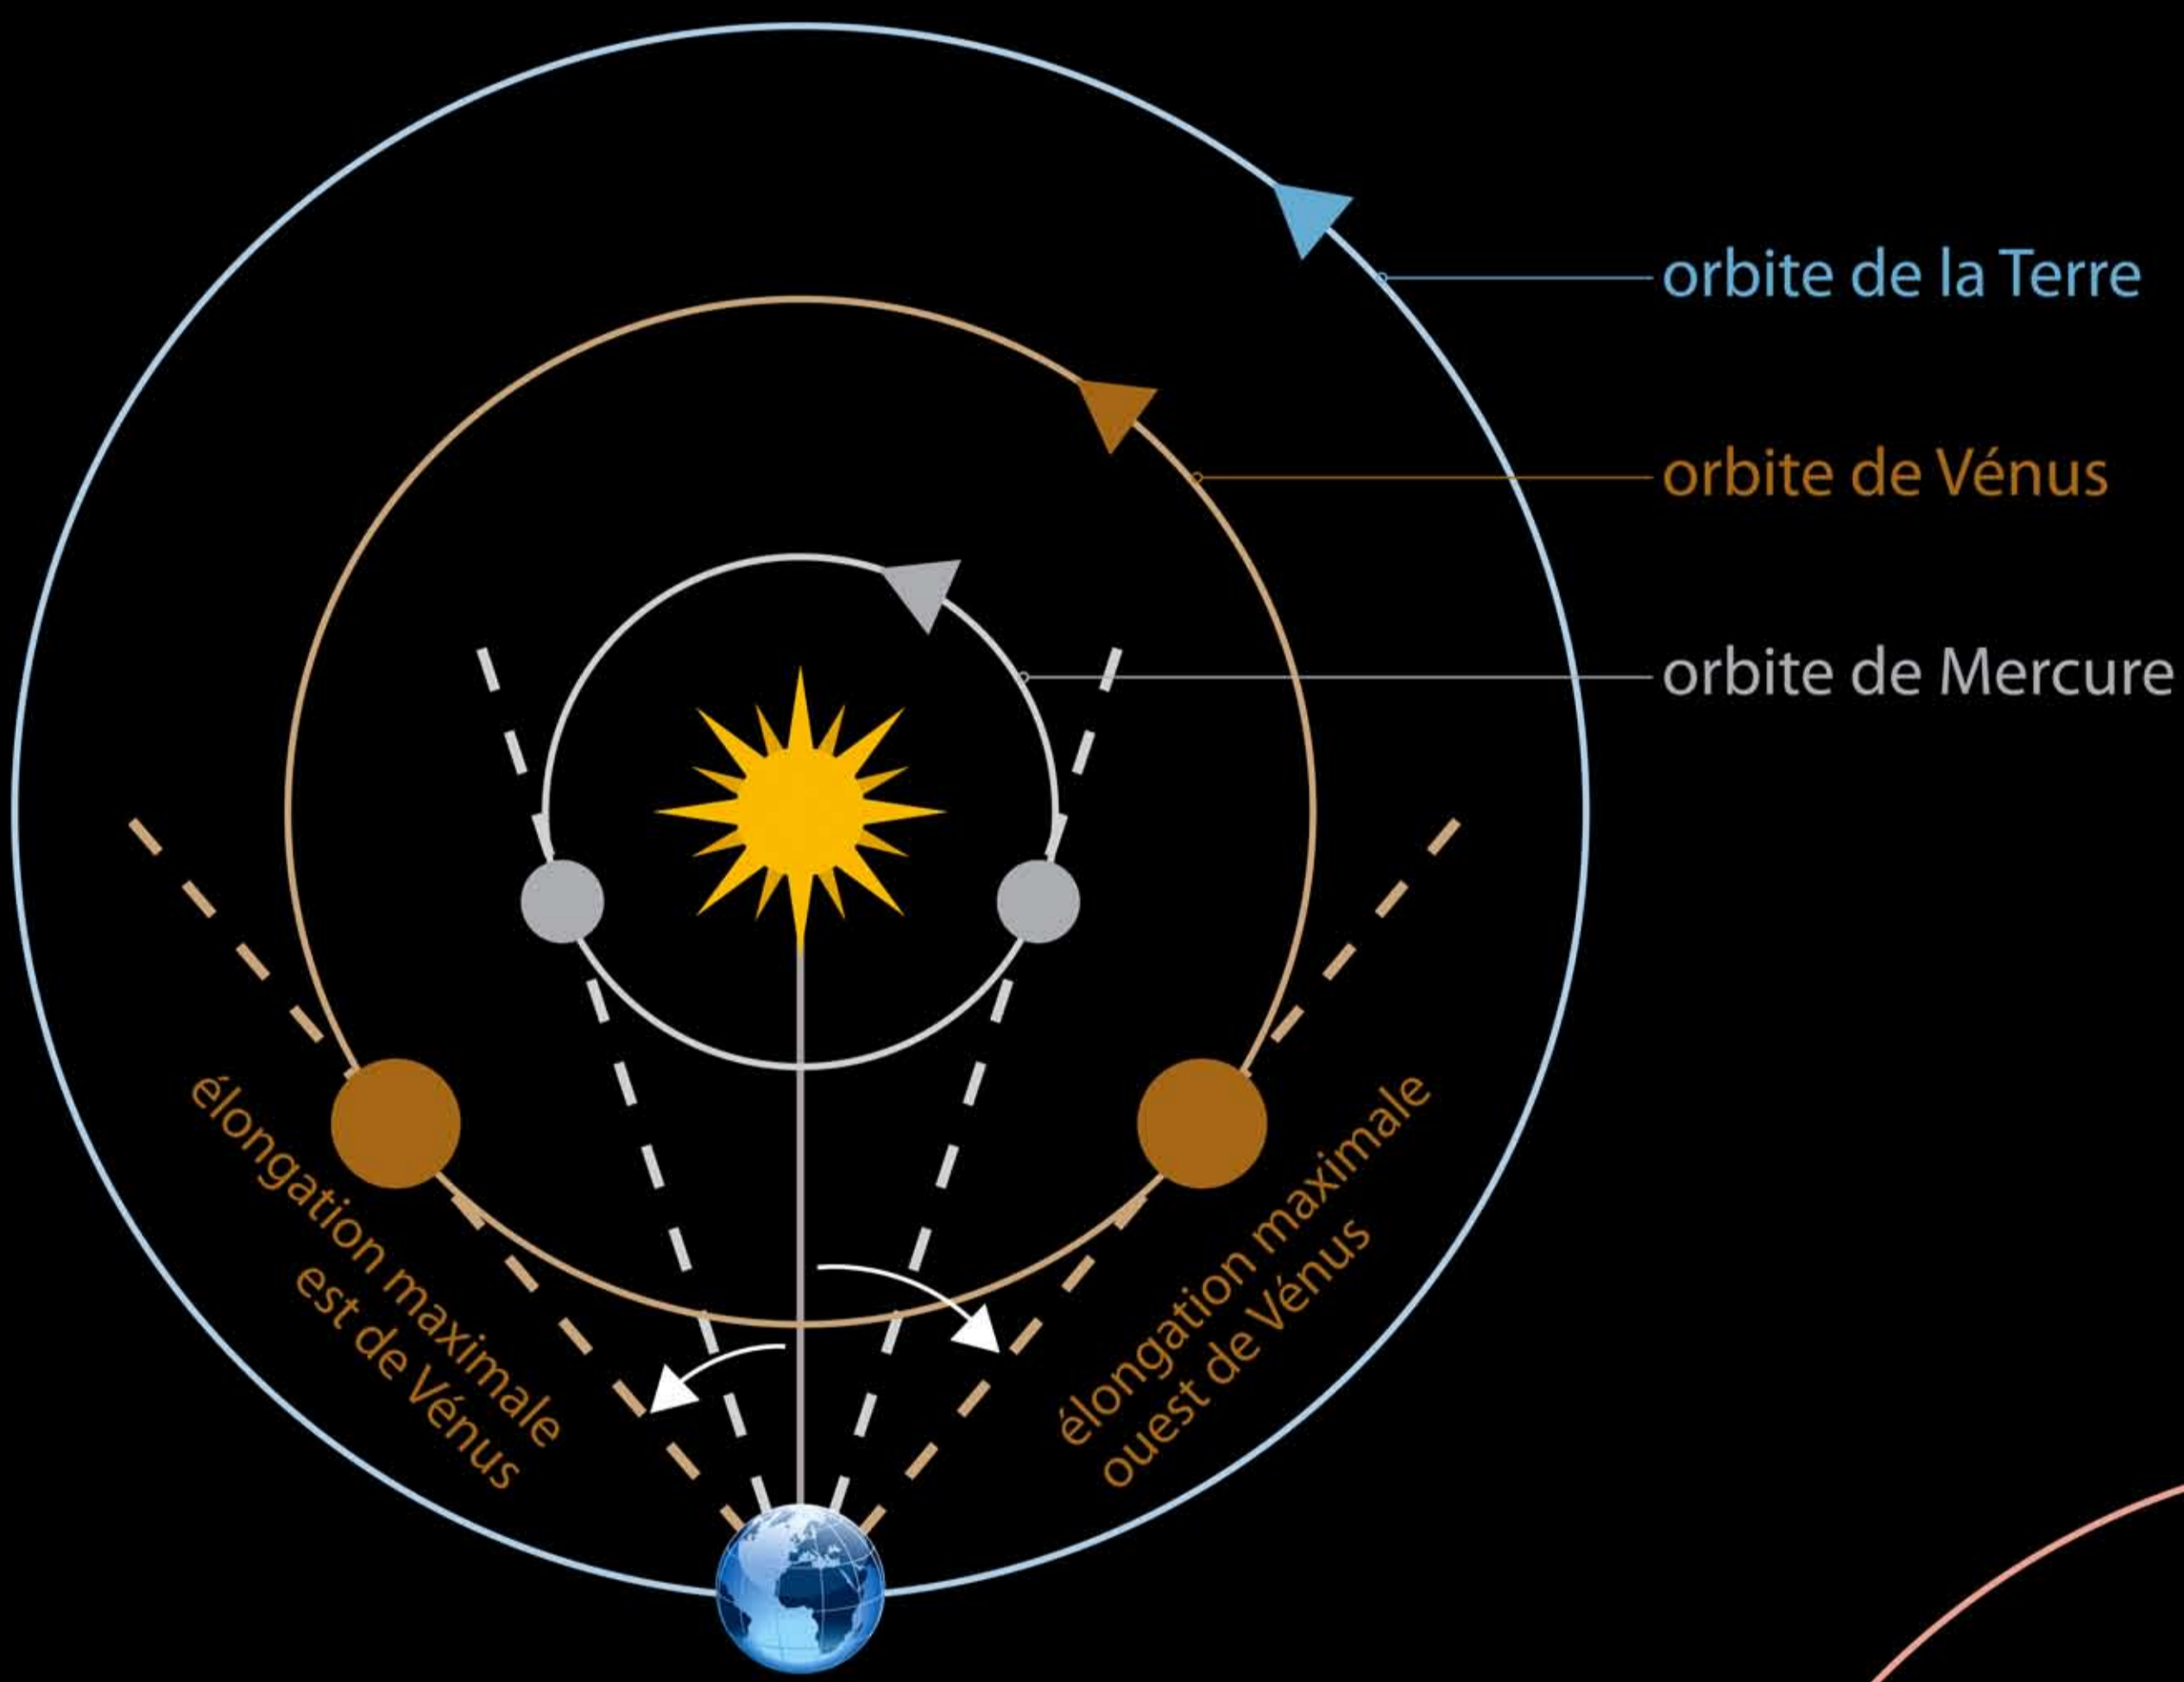 orbite de la Terre
orbite de Vénus
orbite de Mercure
élongation maximale
est de Vénus
élongation maximale
ouest de Vénus